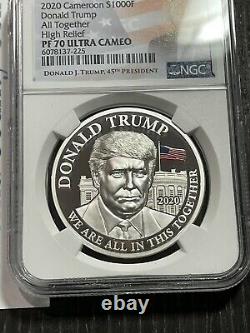 2020 Cameroon S1000f
Donald Trump
All Together
High Relief
PF 70 ULTRA CAMEO
6078137-225
DONALD J. TRUMP, 45TH PRESIDENT
NGC
DONALD TRUMP
2020
WE ARE ALL IN THIS TOGETHER